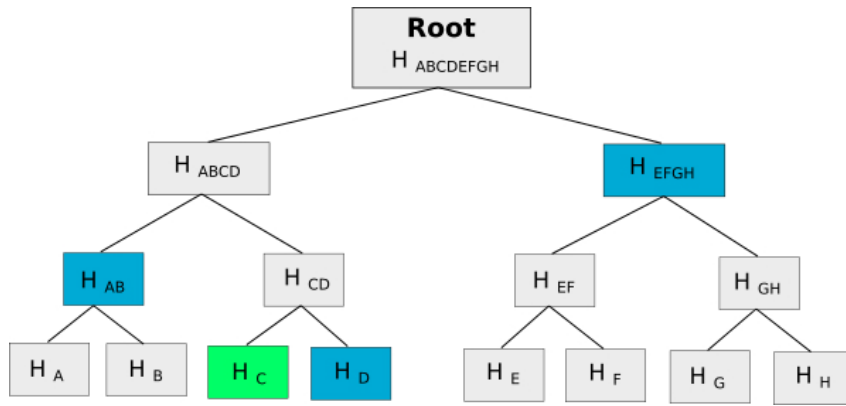 Root
H ABCDEFGH
H ABCD
H EFGH
H AB
H CD
H EF
H GH
H A
H B
H C
H D
H E
H F
H G
H H